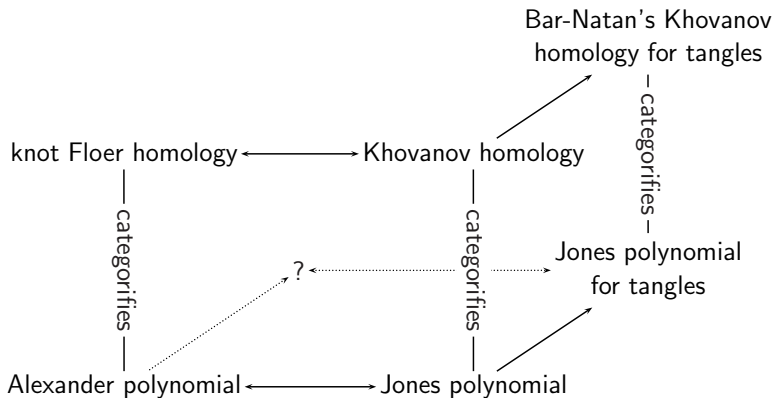 Bar-Natan's Khovanov
homology for tangles
categorifies
knot Floer homology
Khovanov homology
categorifies
categorifies
Jones polynomial
for tangles
?
Alexander polynomial
Jones polynomial